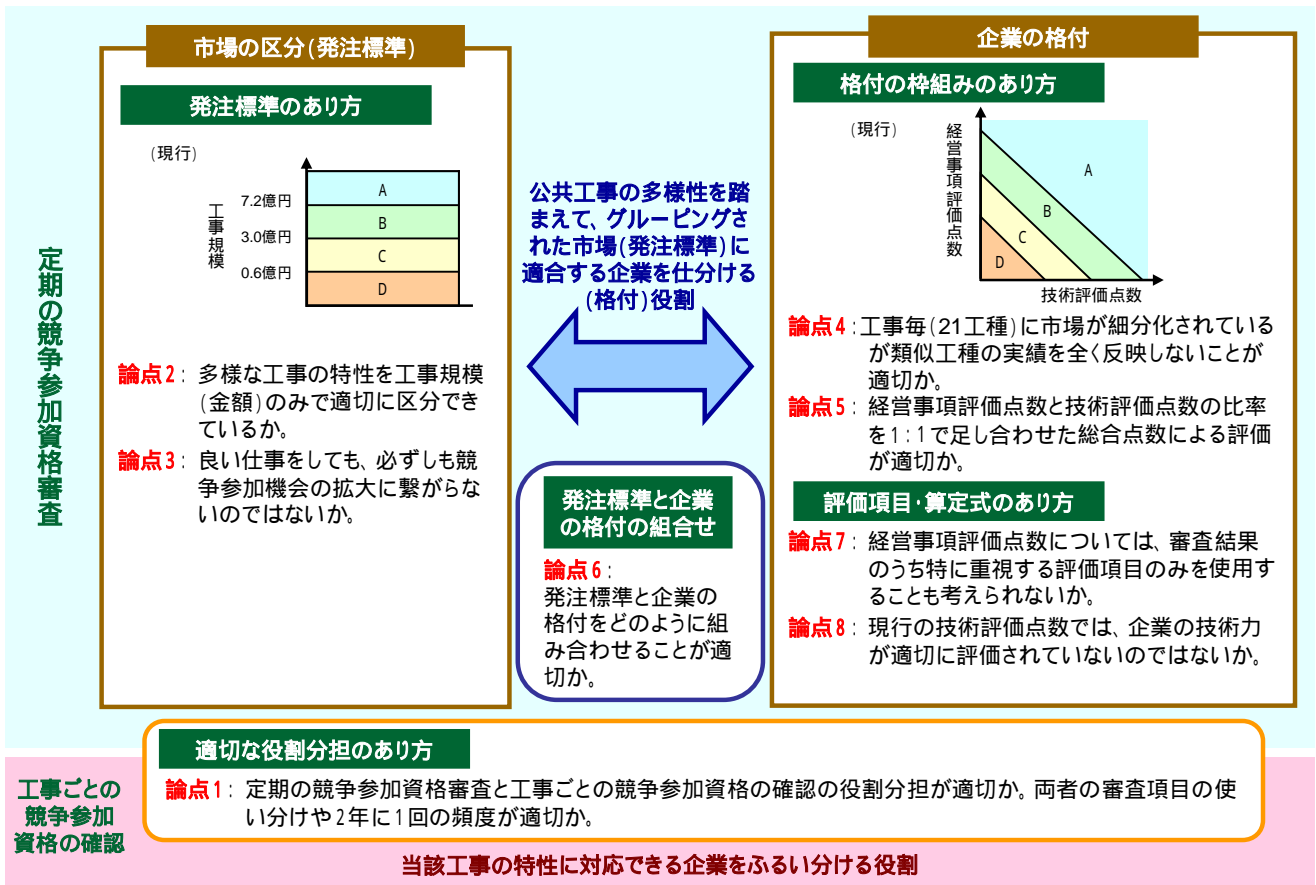 定期の競争参加資格審査
市場の区分(発注標準)
発注標準のあり方
(現行)
工事規模
7.2億円
3.0億円
0.6億円
A
B
C
D
論点2: 多様な工事の特性を工事規模
(金額)のみで適切に区分でき
ているか。
論点3: 良い仕事をしても、必ずしも競
争参加機会の拡大に繋がらな
いのではないか。
公共工事の多様性を踏
まえて、グルーピングさ
れた市場(発注標準)に
適合する企業を仕分ける
(格付)役割
発注標準と企業
の格付の組合せ
論点6:
発注標準と企業の
格付をどのように組
み合わせることが適
切か。
企業の格付
格付の枠組みのあり方
(現行)
経営事項評価点数
A
B
C
D
技術評価点数
論点4:工事毎(21工種)に市場が細分化されている
が類似工種の実績を全く反映しないことが
適切か。
論点5: 経営事項評価点数と技術評価点数の比率
を1:1で足し合わせた総合点数による評価
が適切か。
評価項目・算定式のあり方
論点7: 経営事項評価点数については、審査結果
のうち特に重視する評価項目のみを使用す
ることも考えられないか。
論点8: 現行の技術評価点数では、企業の技術力
が適切に評価されていないのではないか。
適切な役割分担のあり方
論点1: 定期の競争参加資格審査と工事ごとの競争参加資格の確認の役割分担が適切か。両者の審査項目の使
い分けや2年に1回の頻度が適切か。
工事ごとの
競争参加
資格の確認
当該工事の特性に対応できる企業をふるい分ける役割